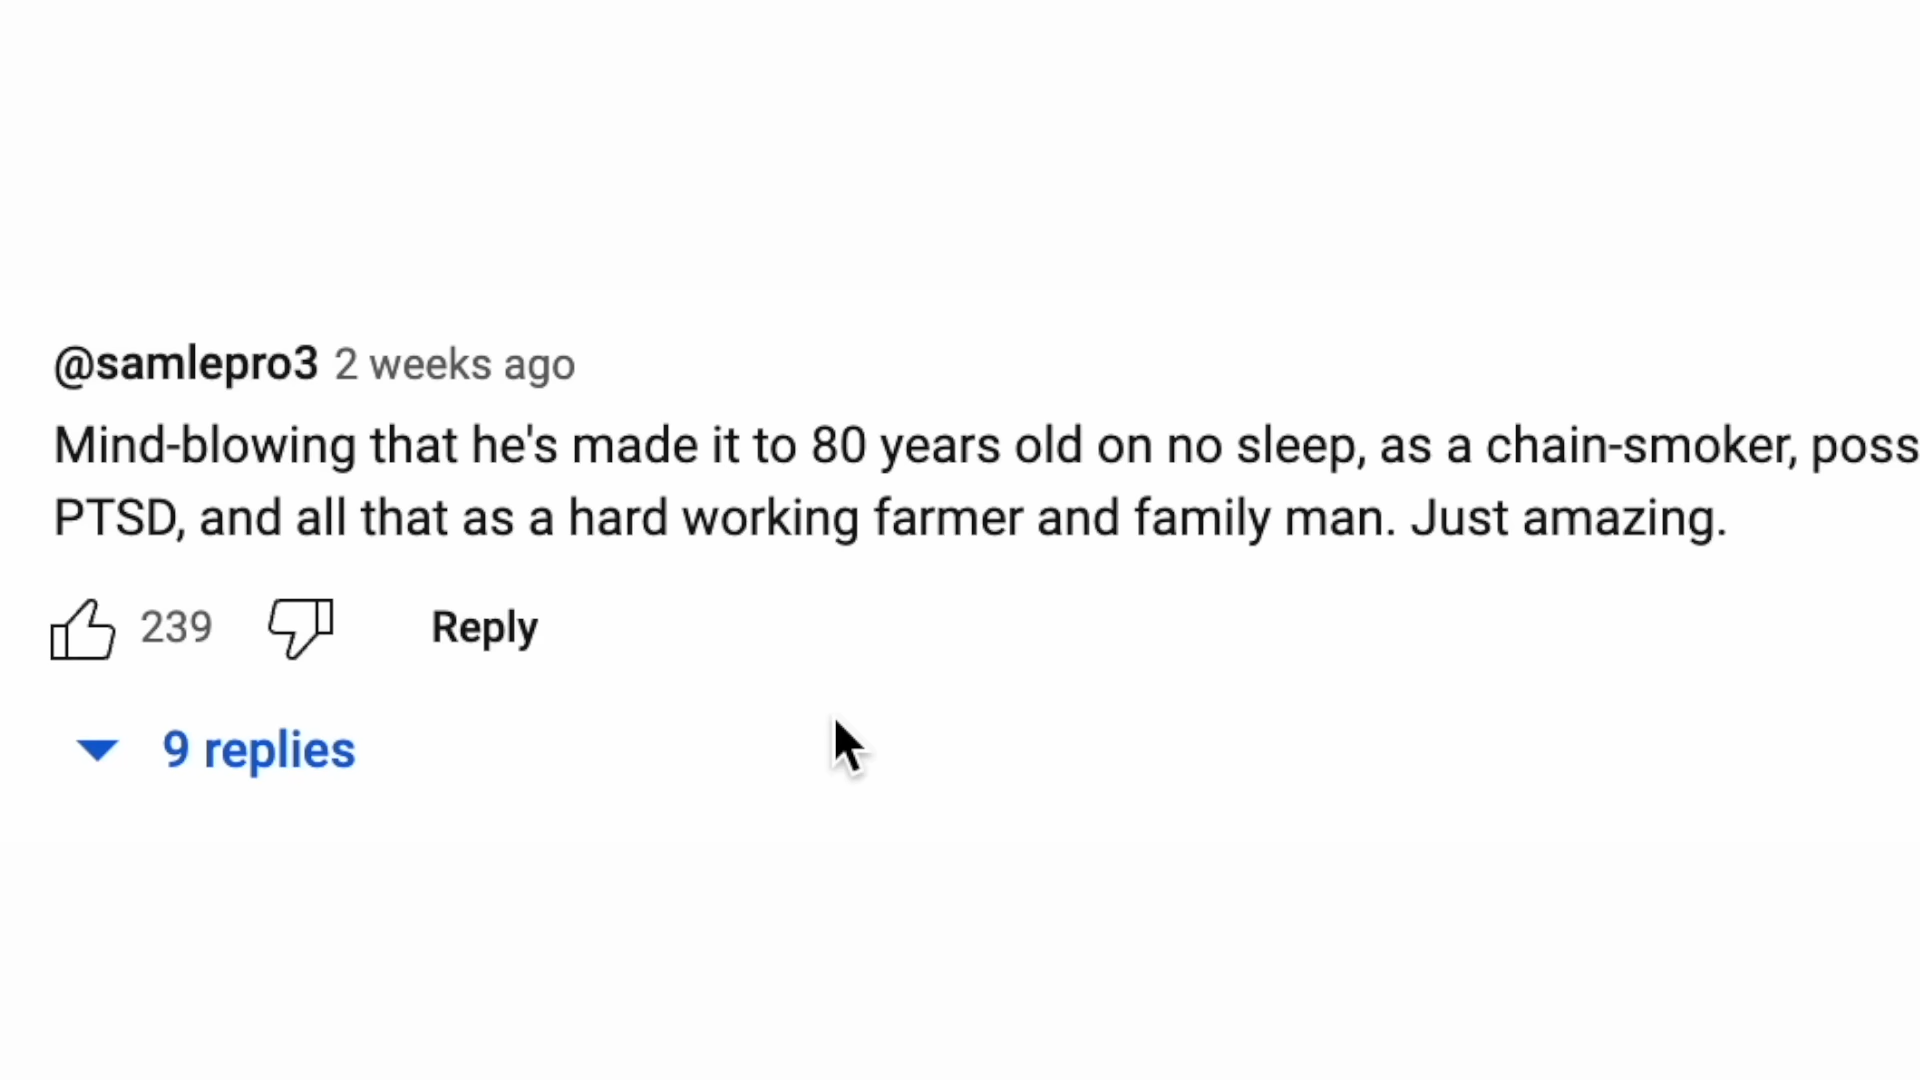 @samlepro3 2 weeks ago
Mind-blowing that he's made it to 80 years old on no sleep, as a chain-smoker, poss
PTSD, and all that as a hard working farmer and family man. Just amazing.
239 Reply
9 replies